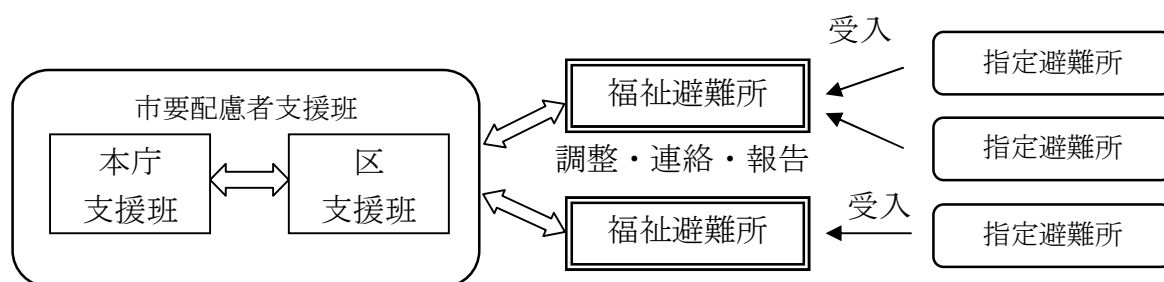 市要配慮者支援班
本庁
支援班
区
支援班
福祉避難所
調整・連絡・報告
福祉避難所
受入
受入
指定避難所
指定避難所
指定避難所